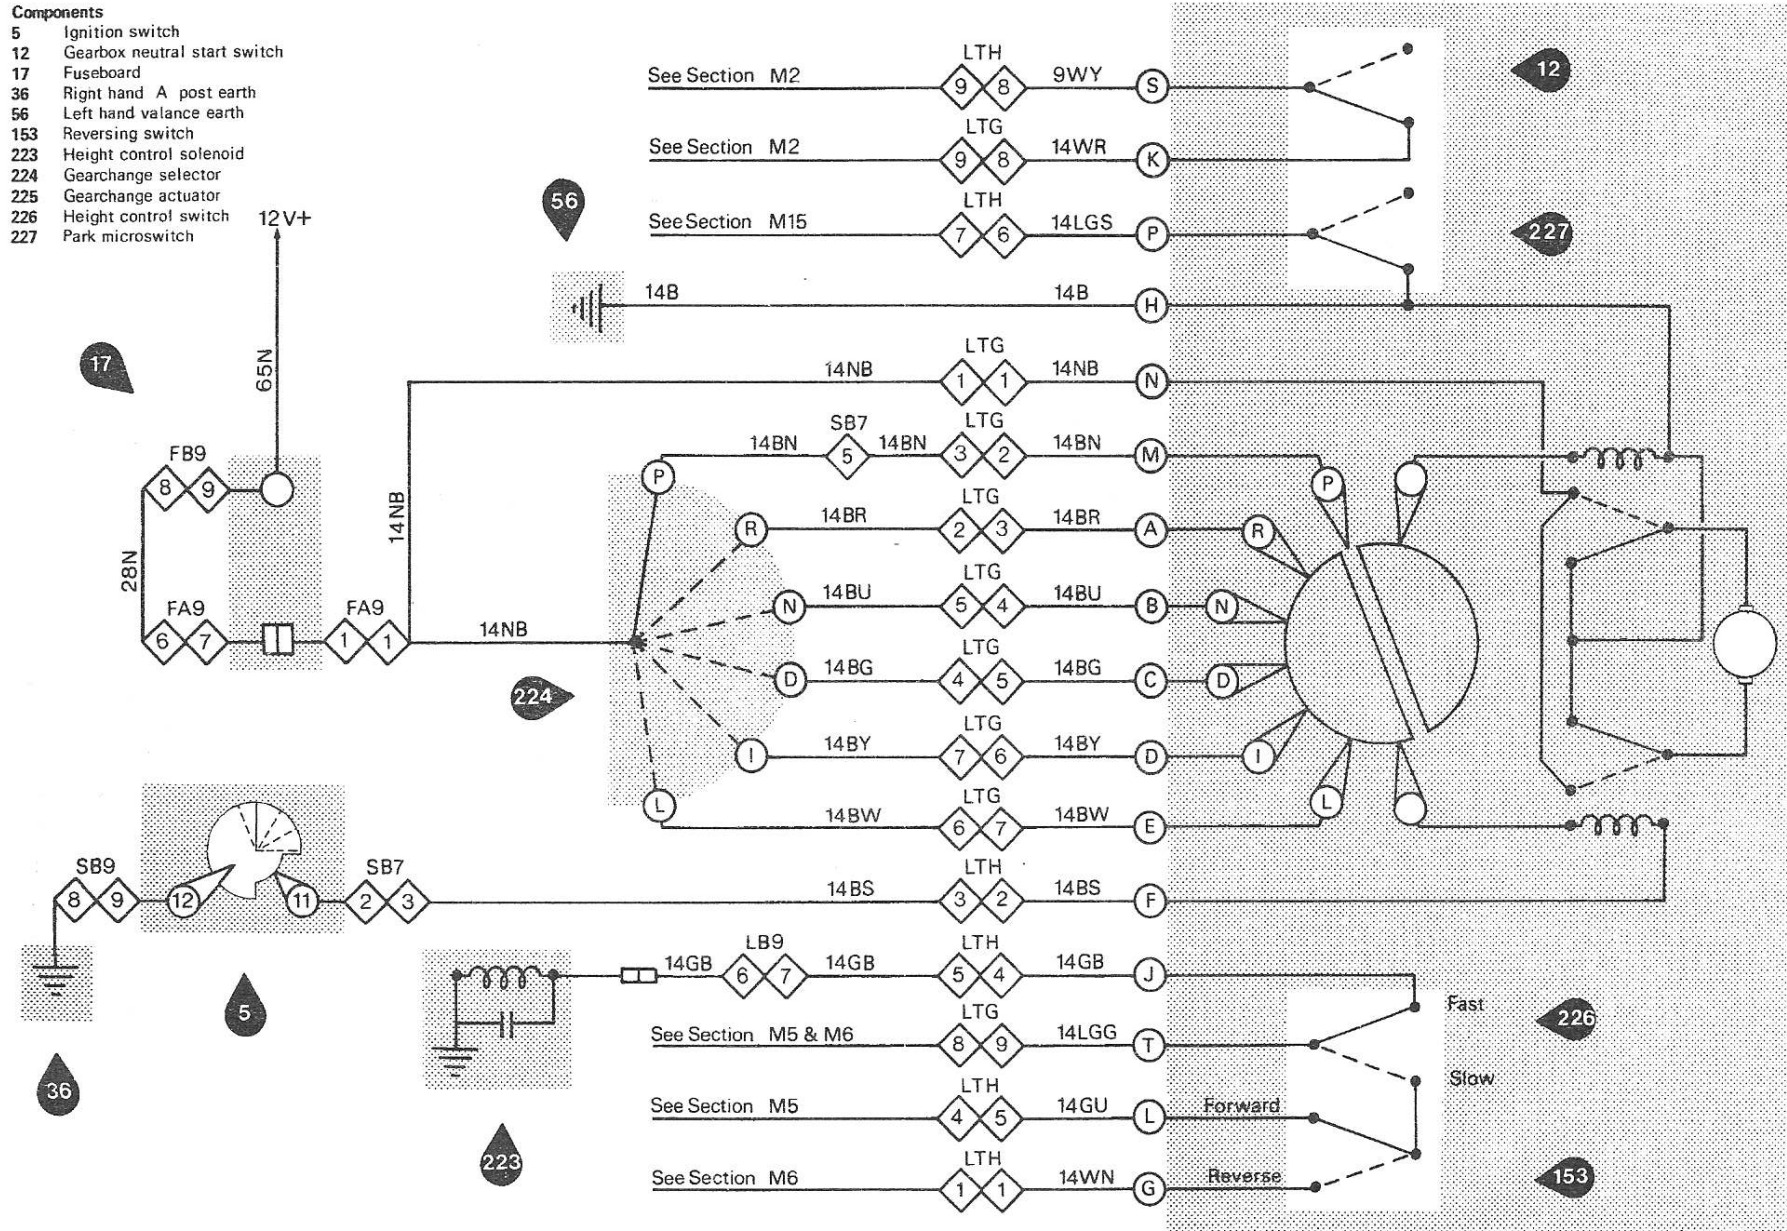 Components
5 Ignition switch
12 Gearbox neutral start switch
17 Fuseboard
36 Right hand A post earth
56 Left hand valance earth
153 Reversing switch
223 Height control solenoid
224 Gearchange selector
225 Gearchange actuator
226 Height control switch
227 Park microswitch
12V+
LTH
See Section M2 9 8 9WY S
12
LTG
See Section M2 9 8 14WR K
56
LTH
See Section M15 7 6 14LGS P
227
14B 14B H
17
65N
LTG
14NB 1 1 14NB N
14NB
SB7 LTG
P 14BN 5 14BN 3 2 14BN M P
FB9
8 9
LTG
R 14BR 2 3 14BR A R
28N
LTG
N 14BU 5 4 14BU B N
FA9 FA9
6 7 1 1 14NB
LTG
D 14BG 4 5 14BG C D
224
LTG
I 14BY 7 6 14BY D I
LTG
L 14BW 6 7 14BW E L
SB9 SB7 LTH
8 9 12 11 2 3 14BS 3 2 14BS F
5
36
LB9 LTH
14GB 6 7 14GB 5 4 14GB J
Fast
226
LTG
See Section M5 & M6 8 9 14LGG T
Slow
LTH
See Section M5 4 5 14GU L Forward
223
LTH
See Section M6 1 1 14WN G Reverse
153